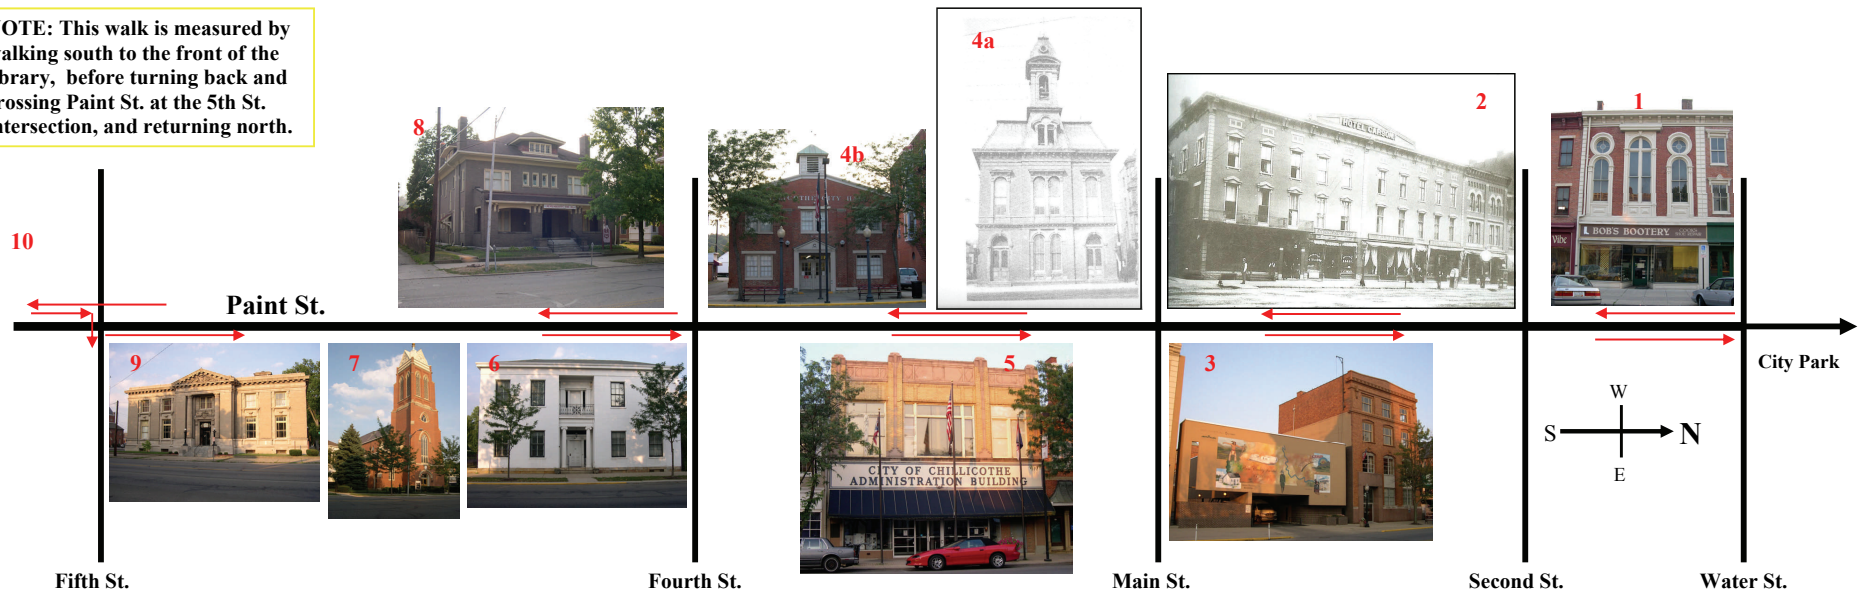 OTE: This walk is measured by
alking south to the front of the
brary, before turning back and
rossing Paint St. at the 5th St.
ntersection, and returning north.
4a
2
1
8
4b
HOTEL CARSON
BOB'S BOOTERY
Vibe
10
Paint St.
City Park
9
7
6
5
3
CITY OF CHILLICOTHE
ADMINISTRATION BUILDING
W
S
N
E
Fifth St.
Fourth St.
Main St.
Second St.
Water St.